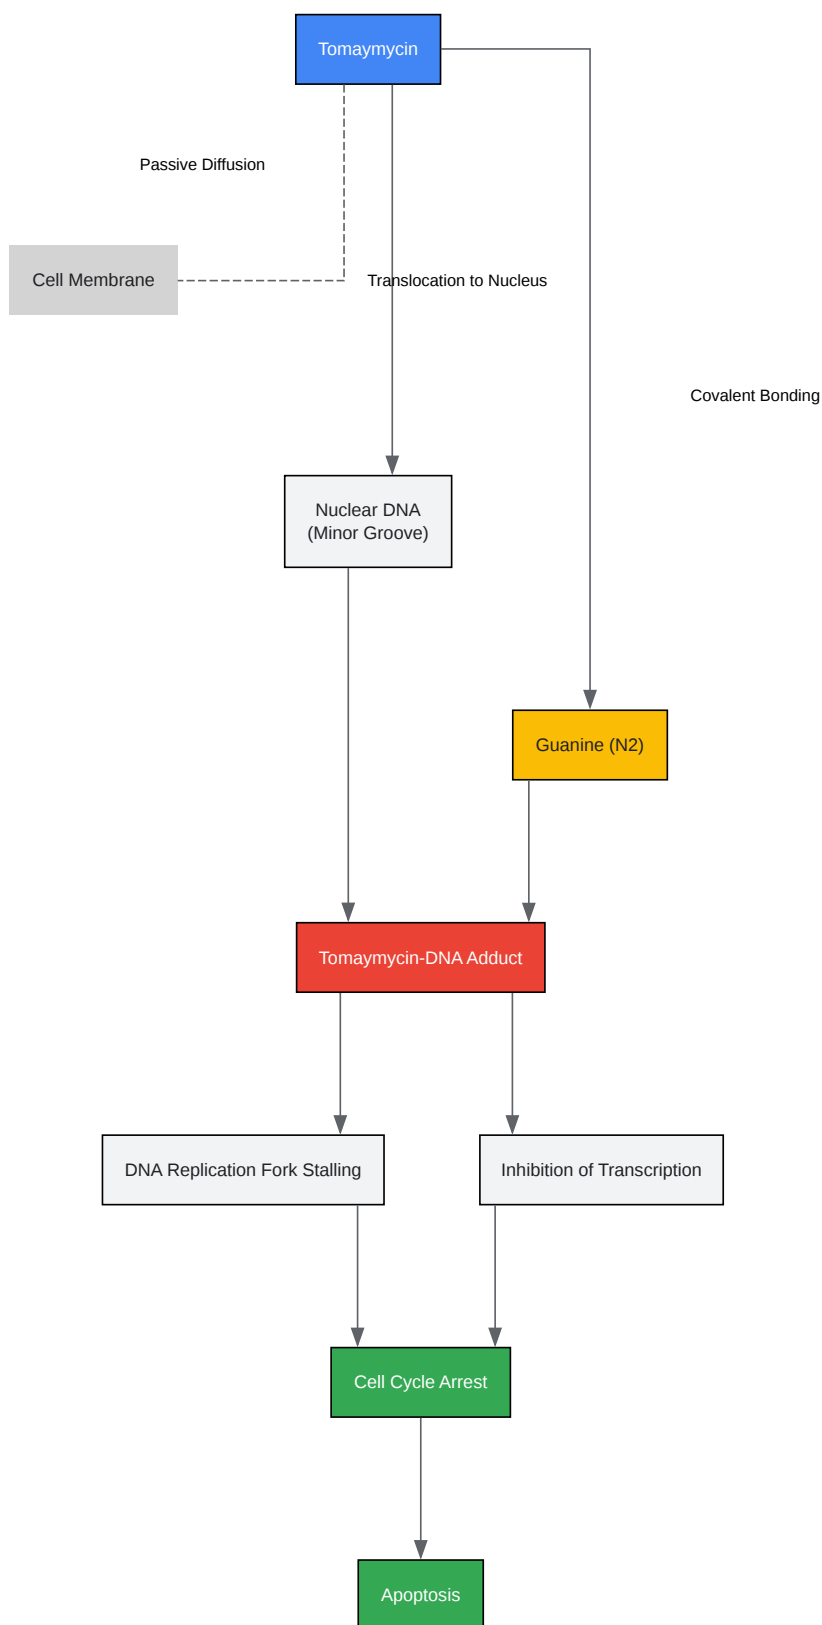 Tomaymycin
Passive Diffusion
Cell Membrane
Translocation to Nucleus
Covalent Bonding
Nuclear DNA
(Minor Groove)
Guanine (N2)
Tomaymycin-DNA Adduct
DNA Replication Fork Stalling
Inhibition of Transcription
Cell Cycle Arrest
Apoptosis